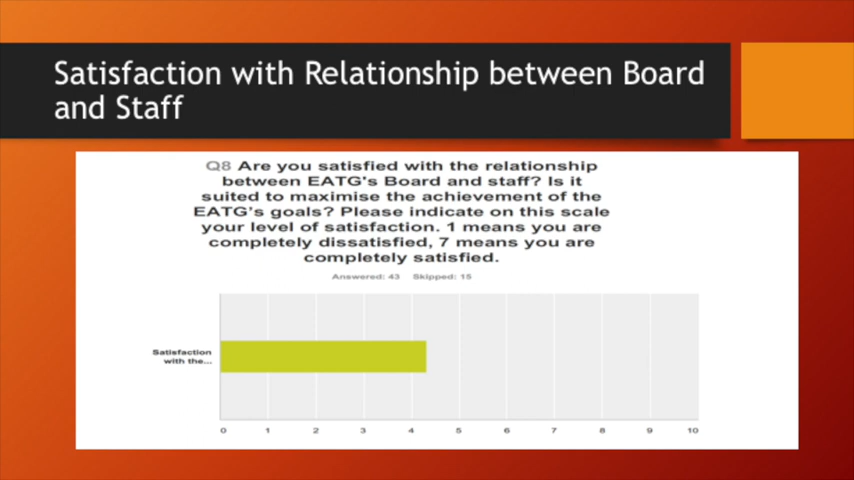 Satisfaction with Relationship between Board
and Staff
Q8 Are you satisfied with the relationship
between EATG's Board and staff? Is it
suited to maximise the achievement of the
EATG's goals? Please indicate on this scale
your level of satisfaction. 1 means you are
completely dissatisfied, 7 means you are
completely satisfied.
Answered: 43 Skipped: 15
Satisfaction
with the...
0 1 2 3 4 5 6 7 8 9 10